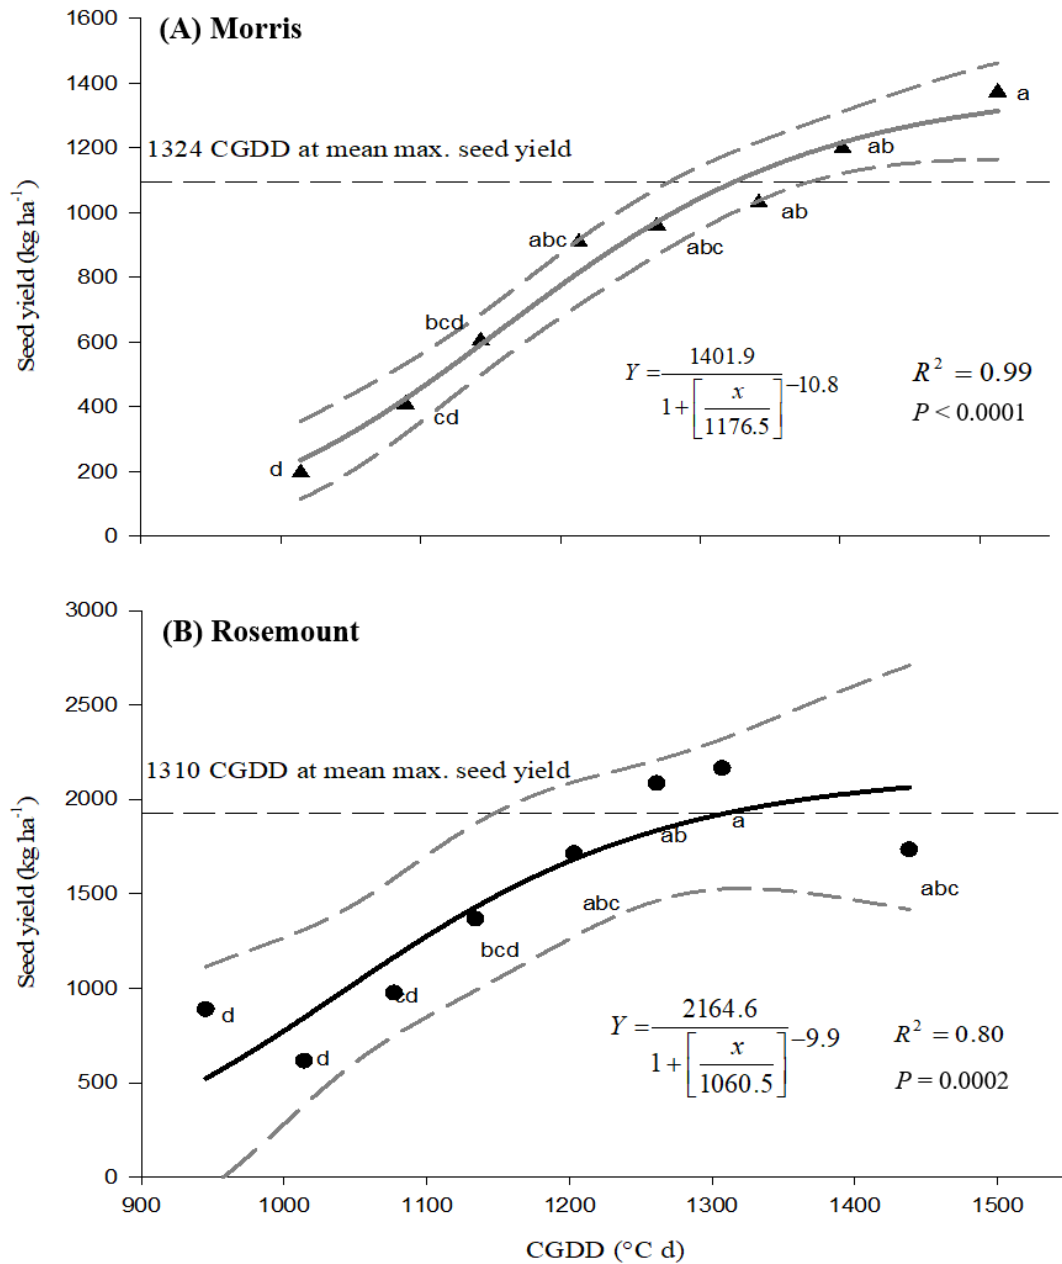 (A) Morris
1600
1400
1200
1000
800
600
400
200
0
Seed yield (kg ha⁻¹)
1324 CGDD at mean max. seed yield
a
ab
ab
abc
abc
bcd
cd
d
Y = 1401.9 / 1 + [x / 1176.5]^−10.8
R² = 0.99
P < 0.0001
(B) Rosemount
3000
2500
2000
1500
1000
500
0
Seed yield (kg ha⁻¹)
1310 CGDD at mean max. seed yield
ab
a
abc
abc
bcd
cd
d
d
Y = 2164.6 / 1 + [x / 1060.5]^−9.9
R² = 0.80
P = 0.0002
900 1000 1100 1200 1300 1400 1500
CGDD (°C d)